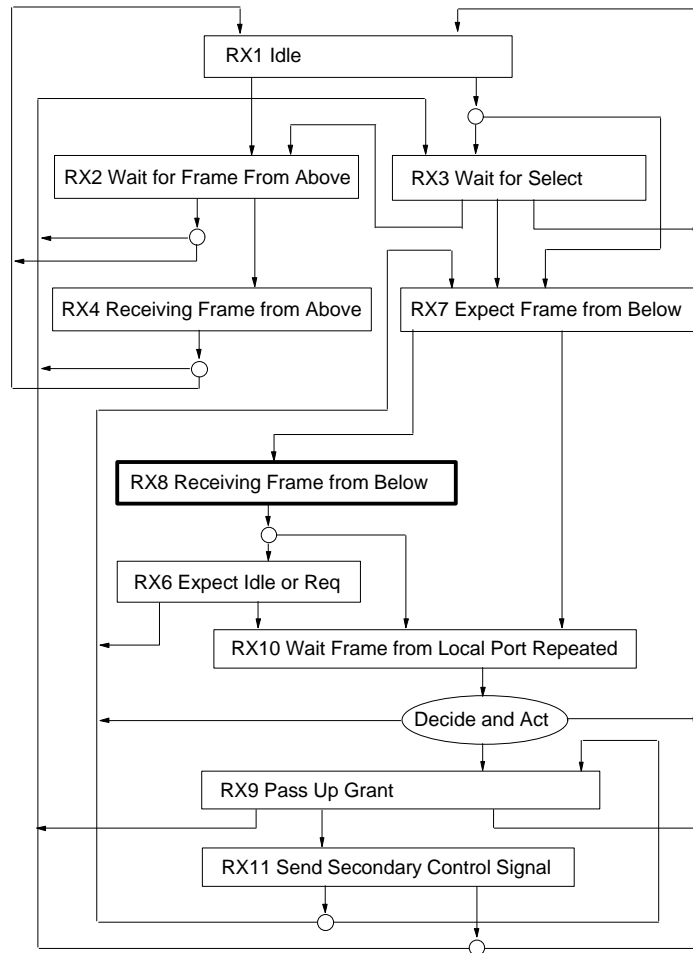 RX1 Idle
RX2 Wait for Frame From Above
RX3 Wait for Select
RX4 Receiving Frame from Above
RX7 Expect Frame from Below
RX8 Receiving Frame from Below
RX6 Expect Idle or Req
RX10 Wait Frame from Local Port Repeated
Decide and Act
RX9 Pass Up Grant
RX11 Send Secondary Control Signal